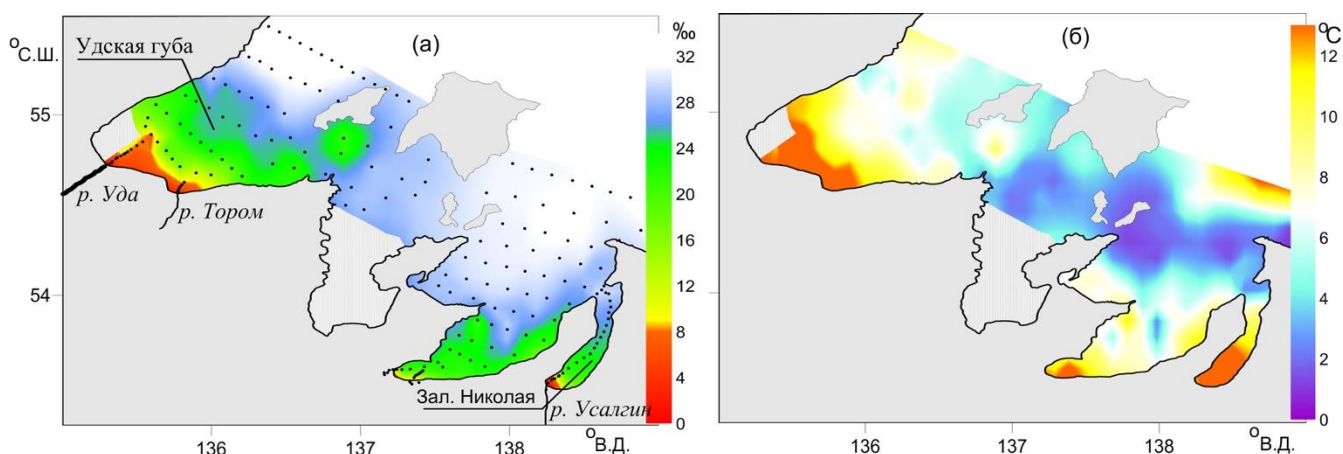 (а)
‰
°С.Ш.
Удская губа
55
54
р. Уда
р. Тором
Зал. Николая
р. Усалгин
136
137
138
°В.Д.
32
28
24
20
16
12
8
4
0
(б)
°С
12
10
8
6
4
2
0
136
137
138
°В.Д.